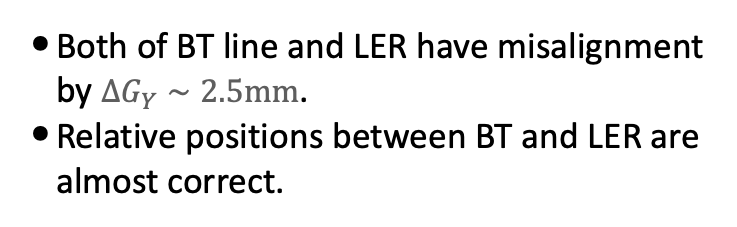 • Both of BT line and LER have misalignment
by Δ𝐺𝑌 ~ 2.5mm.
• Relative positions between BT and LER are
almost correct.